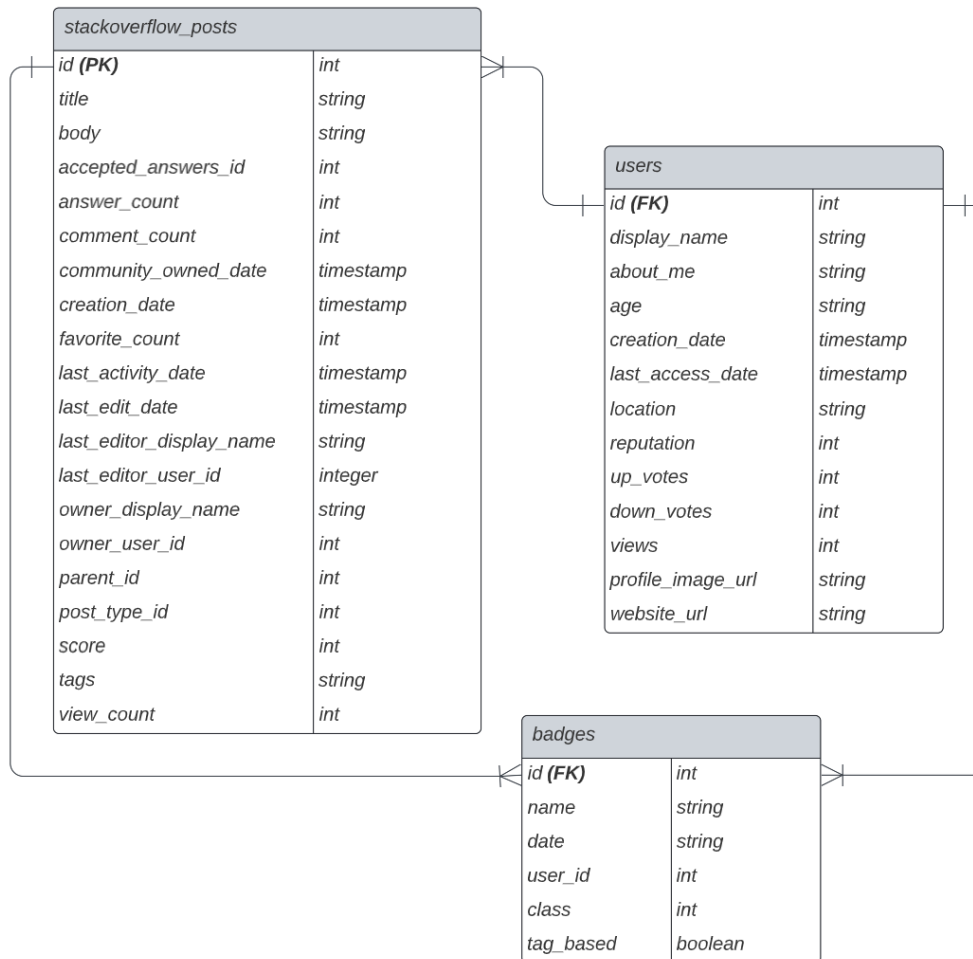 stackoverflow_posts
id (PK) int
title string
body string
accepted_answers_id int
answer_count int
comment_count int
community_owned_date timestamp
creation_date timestamp
favorite_count int
last_activity_date timestamp
last_edit_date timestamp
last_editor_display_name string
last_editor_user_id integer
owner_display_name string
owner_user_id int
parent_id int
post_type_id int
score int
tags string
view_count int
users
id (FK) int
display_name string
about_me string
age string
creation_date timestamp
last_access_date timestamp
location string
reputation int
up_votes int
down_votes int
views int
profile_image_url string
website_url string
badges
id (FK) int
name string
date string
user_id int
class int
tag_based boolean